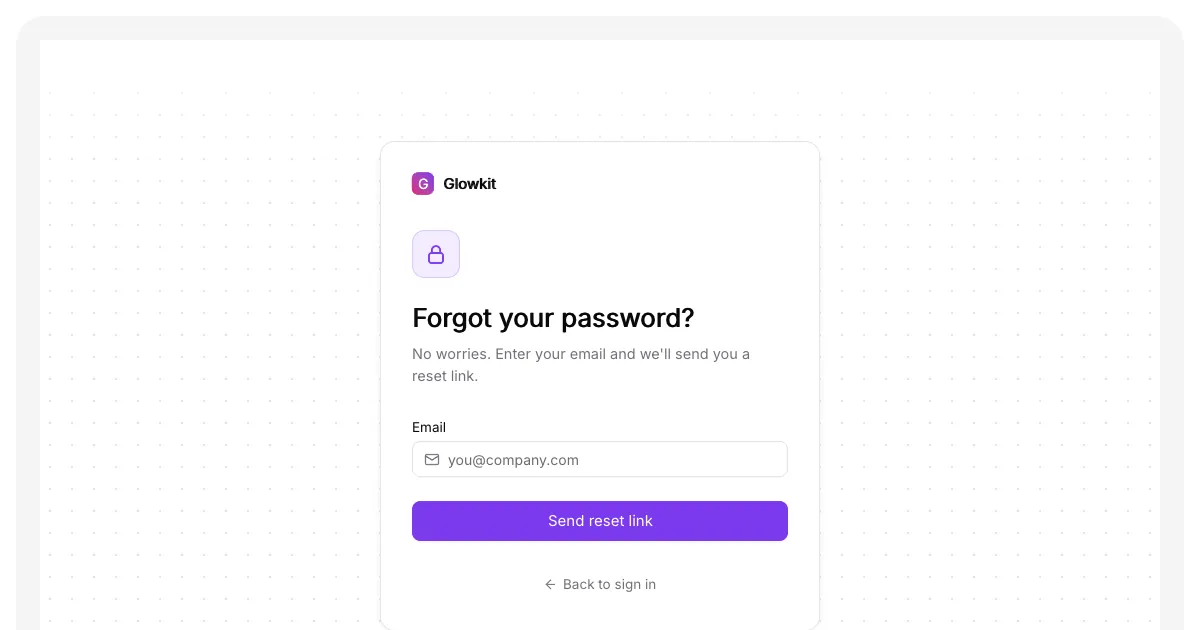 G Glowkit
Forgot your password?
No worries. Enter your email and we'll send you a
reset link.
Email
you@company.com
Send reset link
← Back to sign in